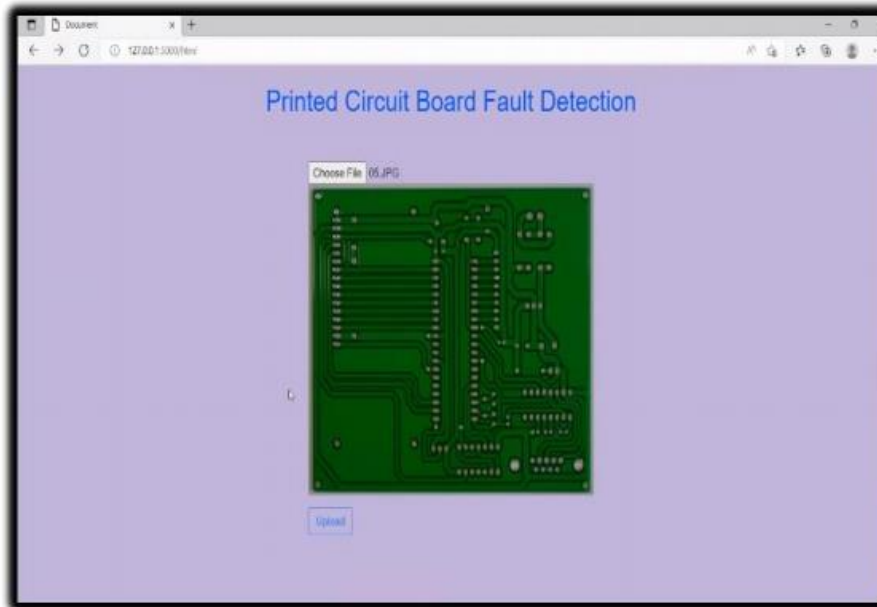 Document
127.0.0.1:5000/html
Printed Circuit Board Fault Detection
Choose File 05.JPG
Upload